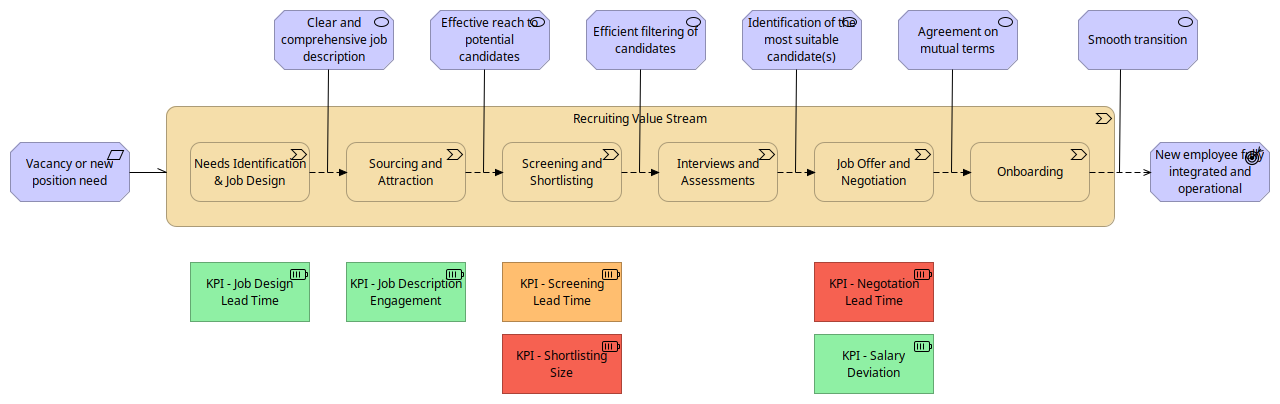 Clear and
comprehensive job
description
Effective reach to
potential
candidates
Efficient filtering of
candidates
Identification of the
most suitable
candidate(s)
Agreement on
mutual terms
Smooth transition
Recruiting Value Stream
Vacancy or new
position need
Needs Identification
& Job Design
Sourcing and
Attraction
Screening and
Shortlisting
Interviews and
Assessments
Job Offer and
Negotiation
Onboarding
New employee fully
integrated and
operational
KPI - Job Design
Lead Time
KPI - Job Description
Engagement
KPI - Screening
Lead Time
KPI - Negotation
Lead Time
KPI - Shortlisting
Size
KPI - Salary
Deviation